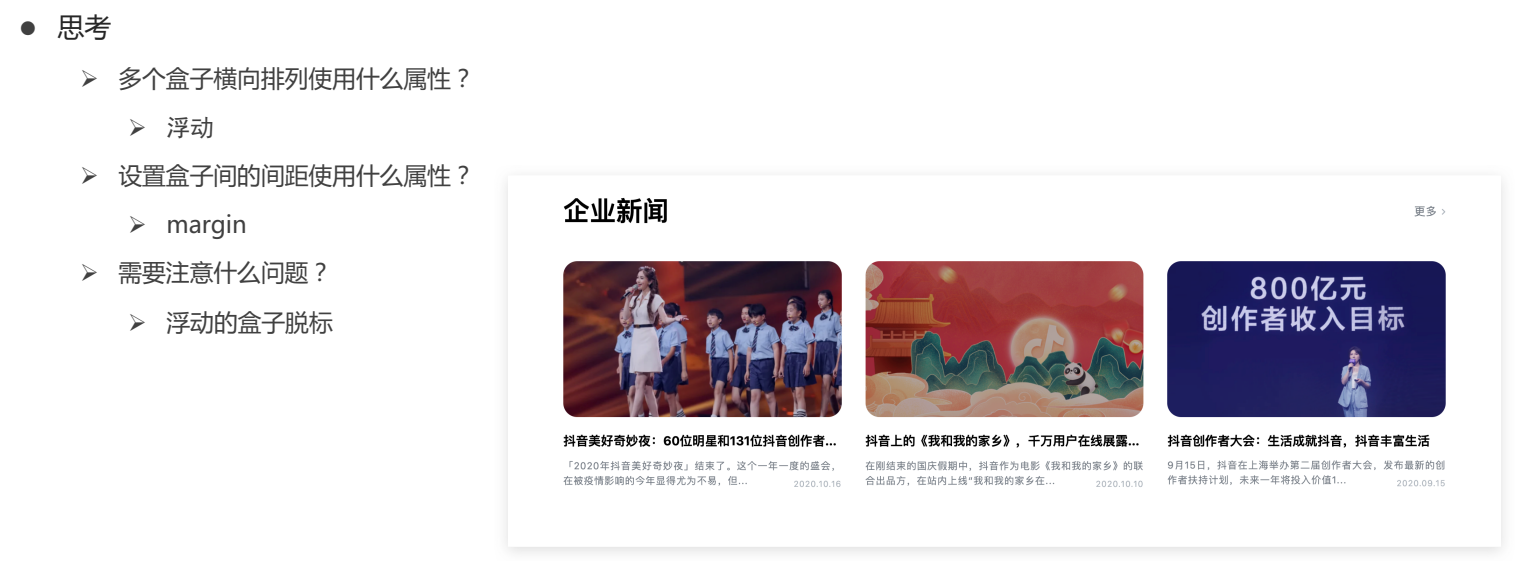 思考
多个盒子横向排列使用什么属性？
浮动
设置盒子间的间距使用什么属性？
margin
需要注意什么问题？
浮动的盒子脱标
企业新闻
更多 ›
800亿元
创作者收入目标
抖音美好奇妙夜：60位明星和131位抖音创作者...
「2020年抖音美好奇妙夜」结束了。这个一年一度的盛会，
在被疫情影响的今年显得尤为不易，但...
2020.10.16
抖音上的《我和我的家乡》，千万用户在线展露...
在刚结束的国庆假期中，抖音作为电影《我和我的家乡》的联
合出品方，在站内上线“我和我的家乡在...
2020.10.10
抖音创作者大会：生活成就抖音，抖音丰富生活
9月15日，抖音在上海举办第二届创作者大会，发布最新的创
作者扶持计划，未来一年将投入价值1...
2020.09.15